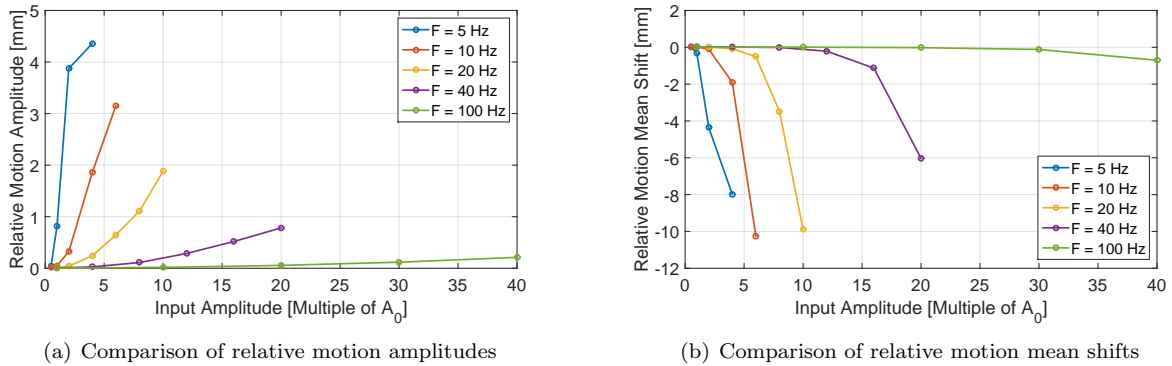 Relative Motion Amplitude [mm]
5
4
3
2
1
0
0 5 10 15 20 25 30 35 40
Input Amplitude [Multiple of A0]
F = 5 Hz
F = 10 Hz
F = 20 Hz
F = 40 Hz
F = 100 Hz
(a) Comparison of relative motion amplitudes
Relative Motion Mean Shift [mm]
2
0
-2
-4
-6
-8
-10
-12
0 5 10 15 20 25 30 35 40
Input Amplitude [Multiple of A0]
F = 5 Hz
F = 10 Hz
F = 20 Hz
F = 40 Hz
F = 100 Hz
(b) Comparison of relative motion mean shifts